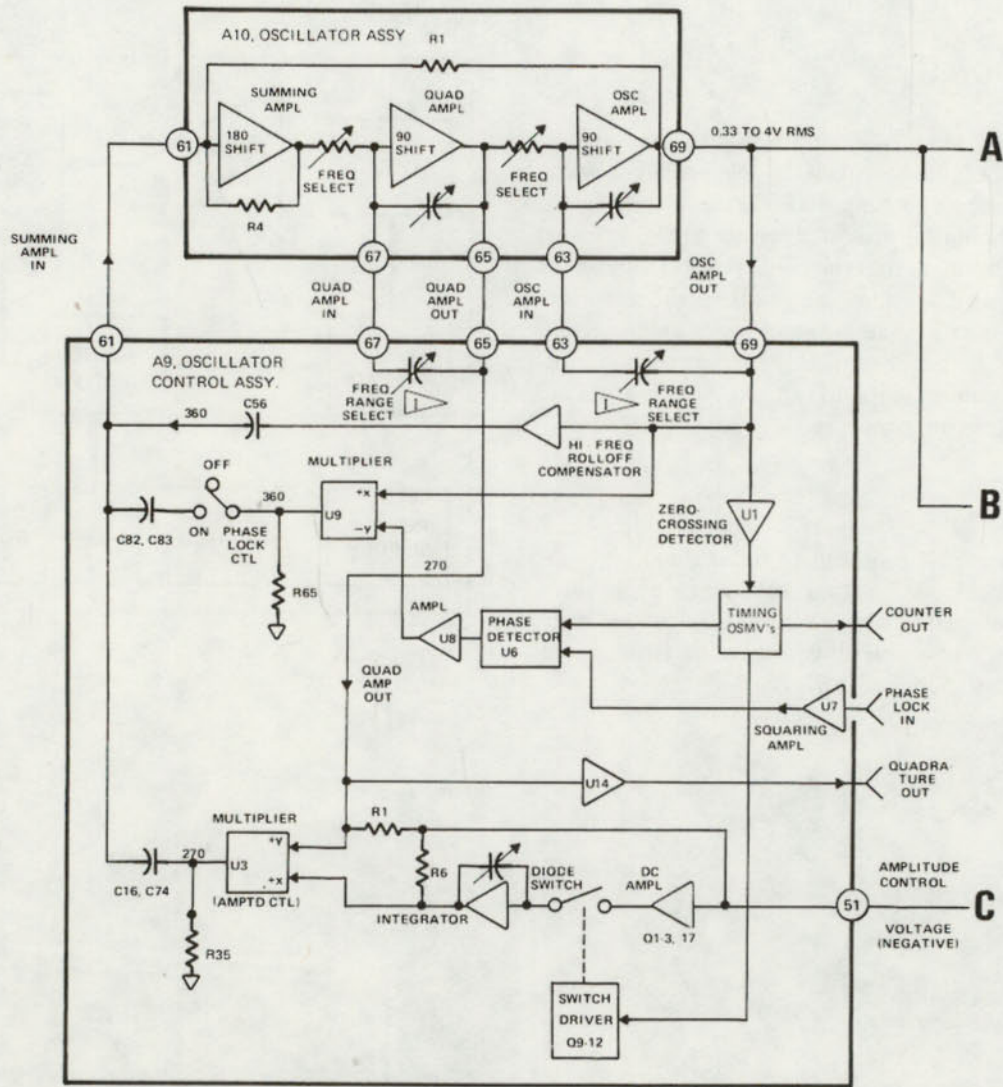 A10, OSCILLATOR ASSY
R1
SUMMING
AMPL
QUAD
AMPL
OSC
AMPL
61
180
SHIFT
90
SHIFT
90
SHIFT
69
0.33 TO 4V RMS
A
FREQ
SELECT
FREQ
SELECT
R4
SUMMING
AMPL
IN
67
65
63
QUAD
AMPL
IN
QUAD
AMPL
OUT
OSC
AMPL
IN
OSC
AMPL
OUT
61
67
65
63
69
A9, OSCILLATOR
CONTROL ASSY.
FREQ
RANGE
SELECT
1
FREQ
RANGE
SELECT
1
360
C56
HI FREQ
ROLLOFF
COMPENSATOR
MULTIPLIER
OFF
360
U9
+x
-y
ZERO-
CROSSING
DETECTOR
U1
B
C82, C83
ON
PHASE
LOCK
CTL
R65
270
AMPL
U8
PHASE
DETECTOR
U6
TIMING
OSMV's
COUNTER
OUT
QUAD
AMP
OUT
U7
PHASE
LOCK
IN
SQUARING
AMPL
U14
QUADRA-
TURE
OUT
R1
MULTIPLIER
270
U3
+y
+x
(AMPTD CTL)
C16, C74
R6
INTEGRATOR
DIODE
SWITCH
DC
AMPL
Q1-3, 17
AMPLITUDE
CONTROL
51
C
VOLTAGE
(NEGATIVE)
R35
SWITCH
DRIVER
Q9-12